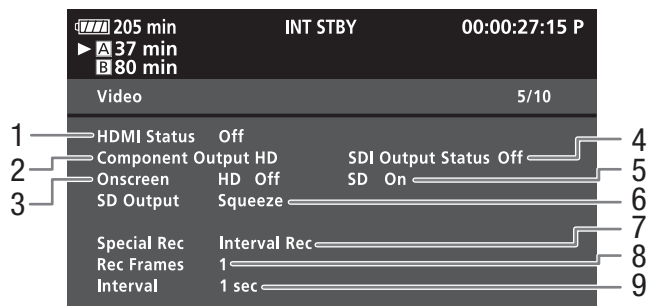 205 min INT STBY 00:00:27:15 P
A 37 min
B 80 min
Video 5/10
1 HDMI Status Off
2 Component Output HD SDI Output Status Off 4
3 Onscreen HD Off SD On 5
SD Output Squeeze 6
Special Rec Interval Rec 7
Rec Frames 1 8
Interval 1 sec 9